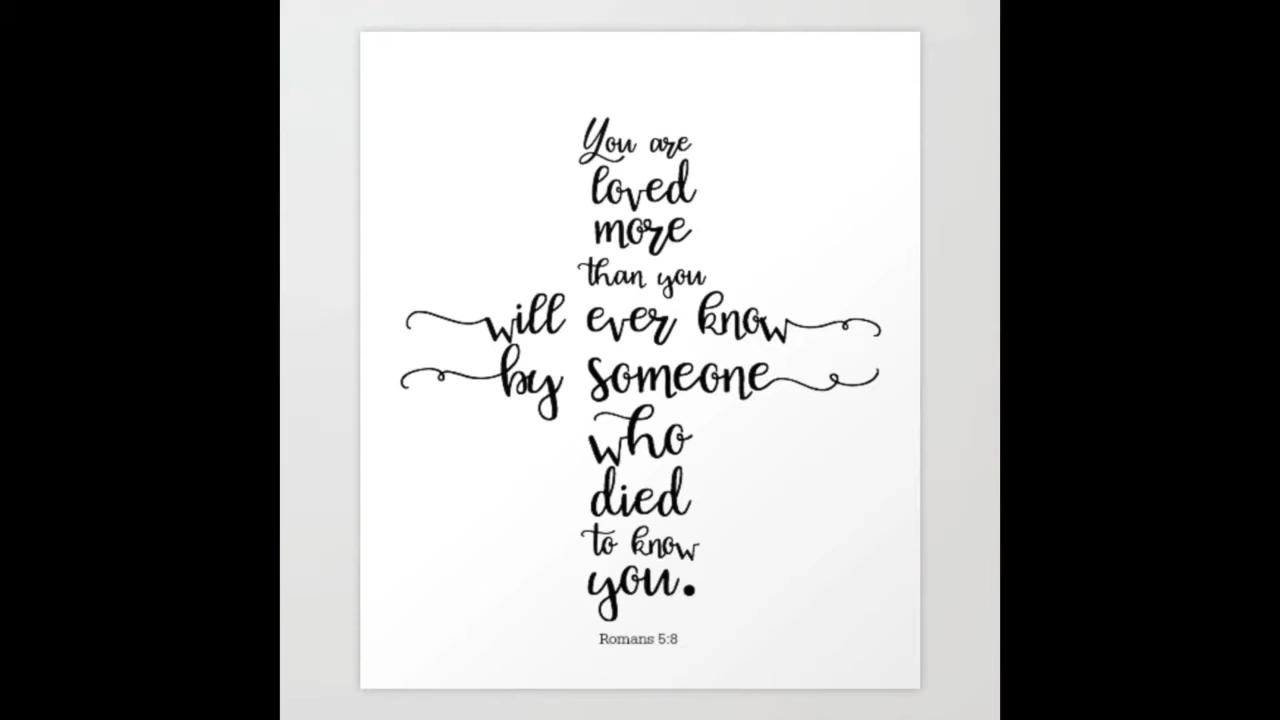 You are
loved
more
than you
will ever know
by someone
who
died
to know
you.
Romans 5:8